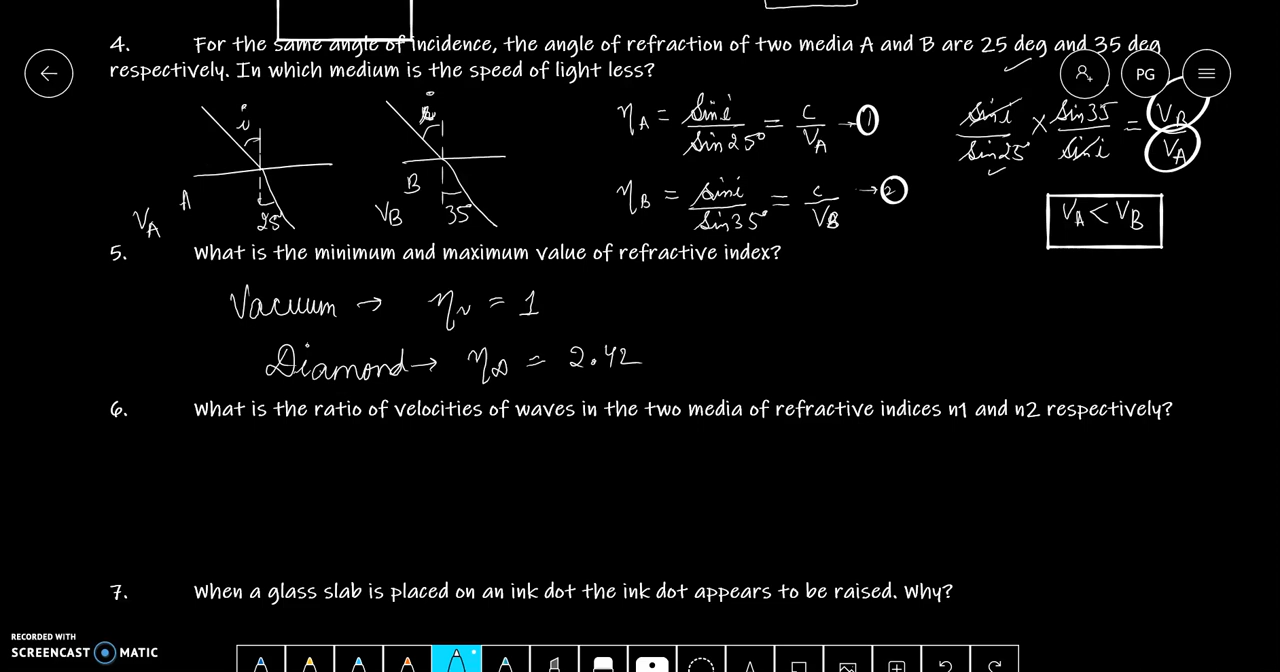 4. For the same angle of incidence, the angle of refraction of two media A and B are 25 deg and 35 deg
respectively. In which medium is the speed of light less?
PG
i
A
25
VA
i
B
35
VB
ηA = sin i / sin 25° = c / VA → 1
ηB = sin i / sin 35° = c / VB → 2
sin i / sin 25° × sin 35 / sin i = VB / VA
VA < VB
5. What is the minimum and maximum value of refractive index?
Vacuum → ηv = 1
Diamond → ηD = 2.42
6. What is the ratio of velocities of waves in the two media of refractive indices n1 and n2 respectively?
7. When a glass slab is placed on an ink dot the ink dot appears to be raised. Why?
RECORDED WITH
SCREENCAST MATIC